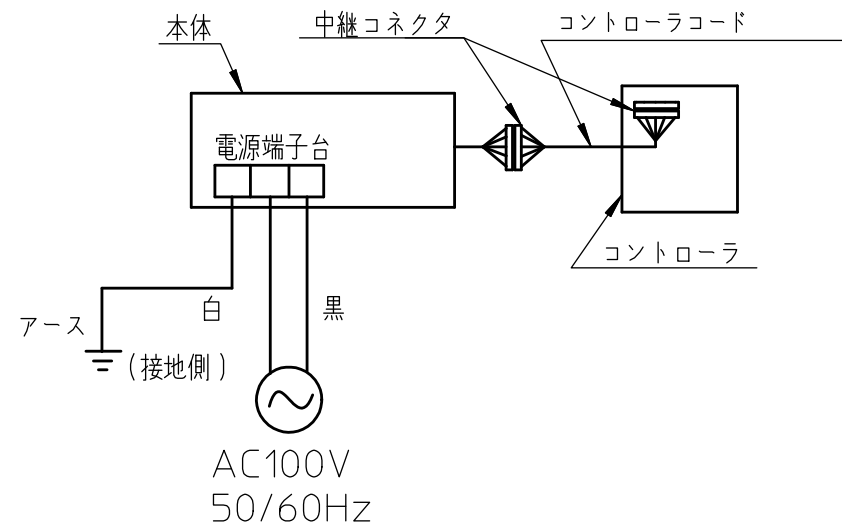 本体
中継コネクタ
コントローラコード
電源端子台
コントローラ
白
黒
アース
(接地側)
AC100V
50/60Hz